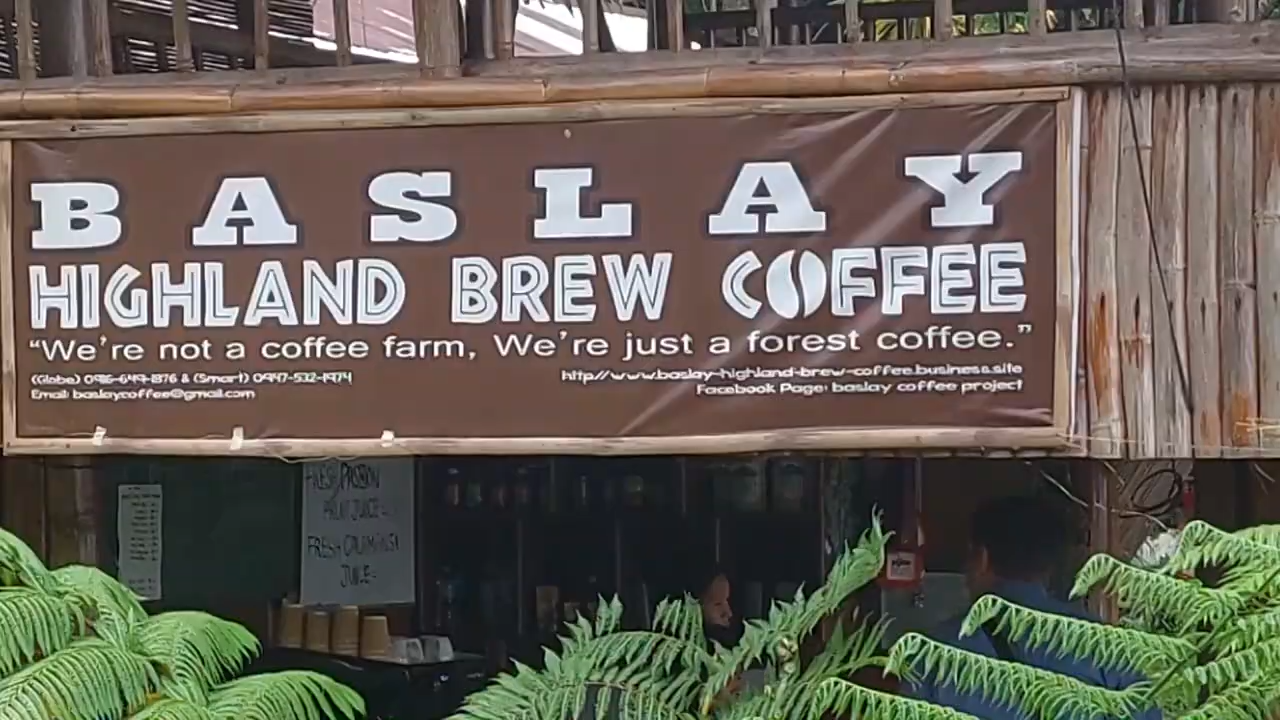 BASLAY
HIGHLAND BREW COFFEE
“We're not a coffee farm, We're just a forest coffee.”
(Globe) 0916-649-1876 & (Smart) 0947-532-1974
http//www.baslay-highland-brew-coffee.business.site
Email: baslaycoffee@gmail.com
Facebook Page: baslay coffee project
FRESH PASSION
FRUIT JUICE
FRESH CALAMANSI
JUICE